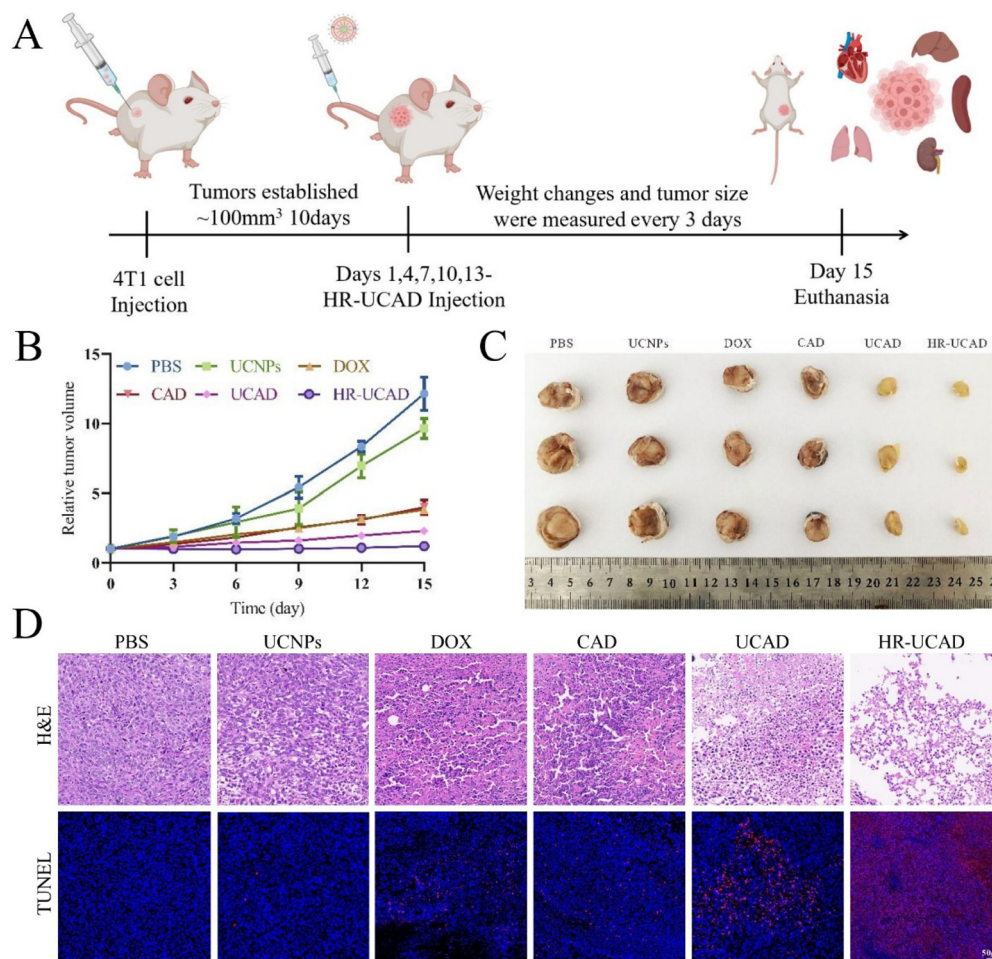 A
Tumors established
~100mm³ 10days
Weight changes and tumor size
were measured every 3 days
4T1 cell
Injection
Days 1,4,7,10,13-
HR-UCAD Injection
Day 15
Euthanasia
B
15
10
5
0
Relative tumor volume
PBS UCNPs DOX
CAD UCAD HR-UCAD
0 3 6 9 12 15
Time (day)
C
PBS UCNPs DOX CAD UCAD HR-UCAD
3 4 5 6 7 8 9 10 11 12 13 14 15 16 17 18 19 20 21 22 23 24 25
D
PBS UCNPs DOX CAD UCAD HR-UCAD
H&E
TUNEL